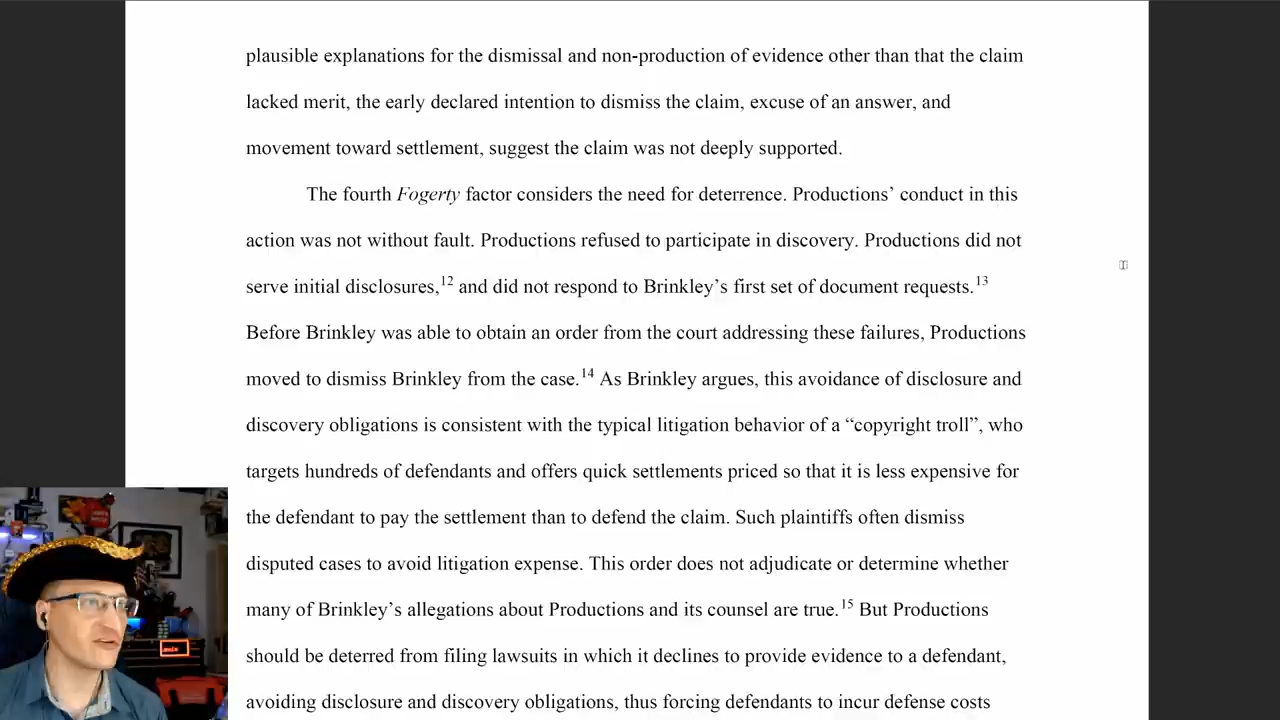 plausible explanations for the dismissal and non-production of evidence other than that the claim
lacked merit, the early declared intention to dismiss the claim, excuse of an answer, and
movement toward settlement, suggest the claim was not deeply supported.
The fourth Fogerty factor considers the need for deterrence. Productions’ conduct in this
action was not without fault. Productions refused to participate in discovery. Productions did not
serve initial disclosures,12 and did not respond to Brinkley’s first set of document requests.13
Before Brinkley was able to obtain an order from the court addressing these failures, Productions
moved to dismiss Brinkley from the case.14 As Brinkley argues, this avoidance of disclosure and
discovery obligations is consistent with the typical litigation behavior of a “copyright troll”, who
targets hundreds of defendants and offers quick settlements priced so that it is less expensive for
the defendant to pay the settlement than to defend the claim. Such plaintiffs often dismiss
disputed cases to avoid litigation expense. This order does not adjudicate or determine whether
many of Brinkley’s allegations about Productions and its counsel are true.15 But Productions
should be deterred from filing lawsuits in which it declines to provide evidence to a defendant,
avoiding disclosure and discovery obligations, thus forcing defendants to incur defense costs